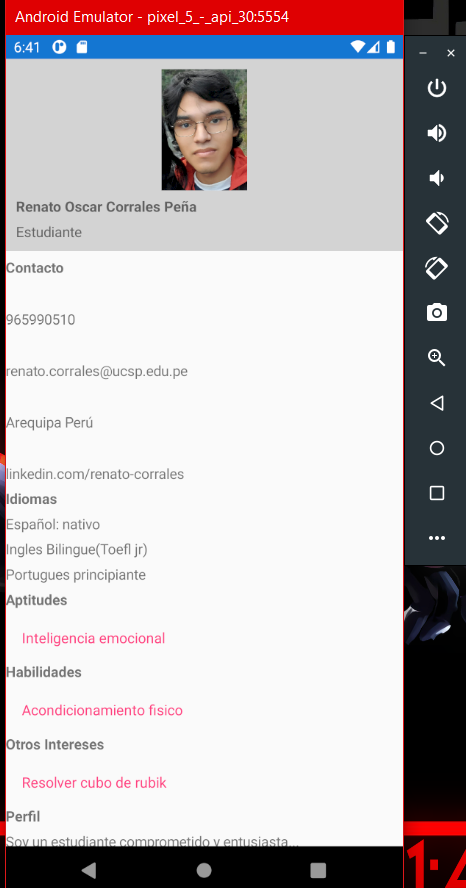 Android Emulator - pixel_5_-_api_30:5554
6:41
Renato Oscar Corrales Peña
Estudiante
Contacto
965990510
renato.corrales@ucsp.edu.pe
Arequipa Perú
linkedin.com/renato-corrales
Idiomas
Español: nativo
Ingles Bilingue(Toefl jr)
Portugues principiante
Aptitudes
Inteligencia emocional
Habilidades
Acondicionamiento fisico
Otros Intereses
Resolver cubo de rubik
Perfil
Soy un estudiante comprometido y entusiasta...